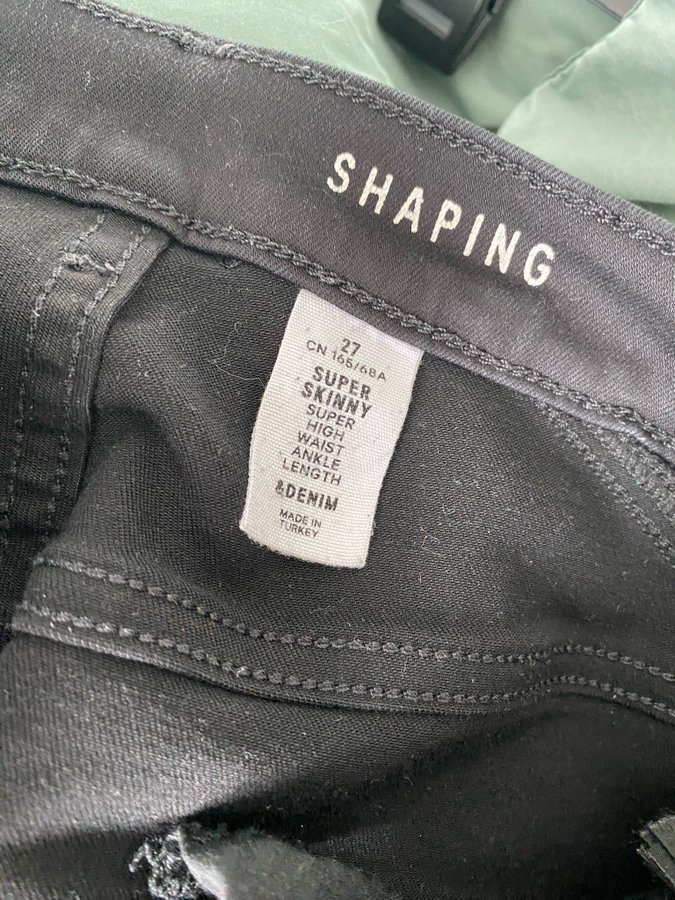 SHAPING
27
CN 165/68A
SUPER
SKINNY
SUPER
HIGH
WAIST
ANKLE
LENGTH
&DENIM
MADE IN
TURKEY